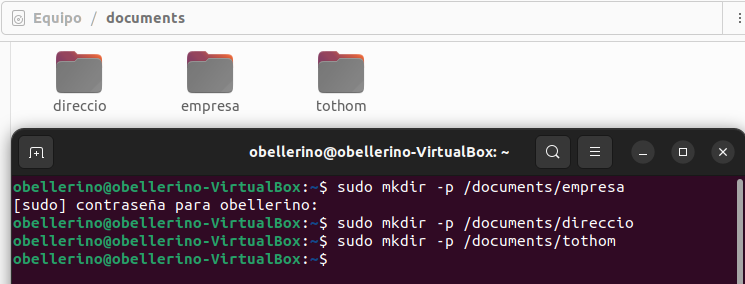 Equipo / documents
direccio empresa tothom
obellerino@obellerino-VirtualBox: ~
obellerino@obellerino-VirtualBox:~$ sudo mkdir -p /documents/empresa
[sudo] contraseña para obellerino:
obellerino@obellerino-VirtualBox:~$ sudo mkdir -p /documents/direccio
obellerino@obellerino-VirtualBox:~$ sudo mkdir -p /documents/tothom
obellerino@obellerino-VirtualBox:~$